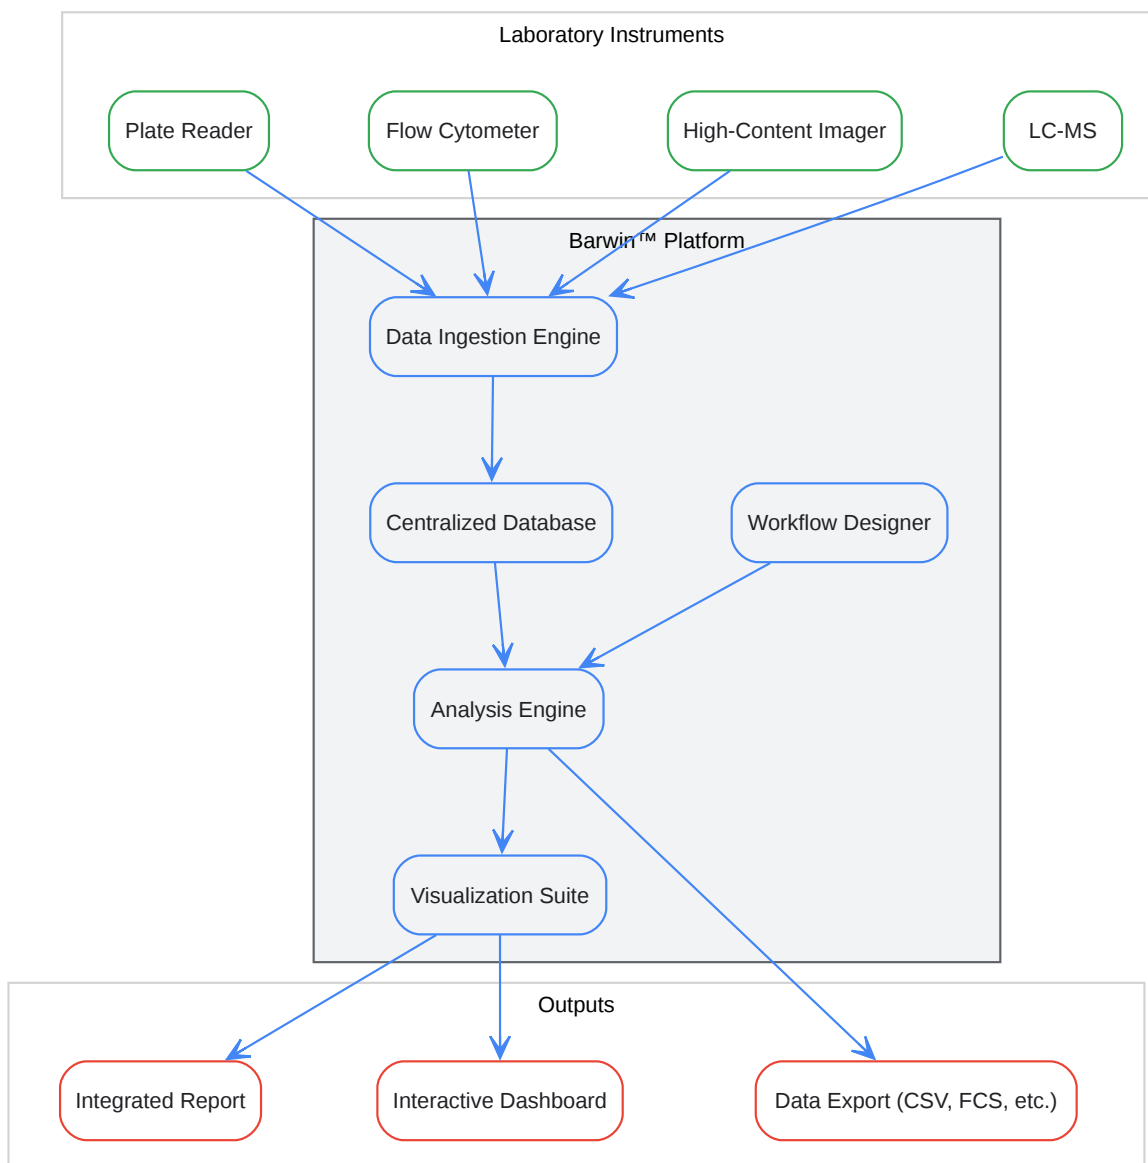 Laboratory Instruments
Plate Reader
Flow Cytometer
High-Content Imager
LC-MS
Barwin™ Platform
Data Ingestion Engine
Centralized Database
Workflow Designer
Analysis Engine
Visualization Suite
Outputs
Integrated Report
Interactive Dashboard
Data Export (CSV, FCS, etc.)